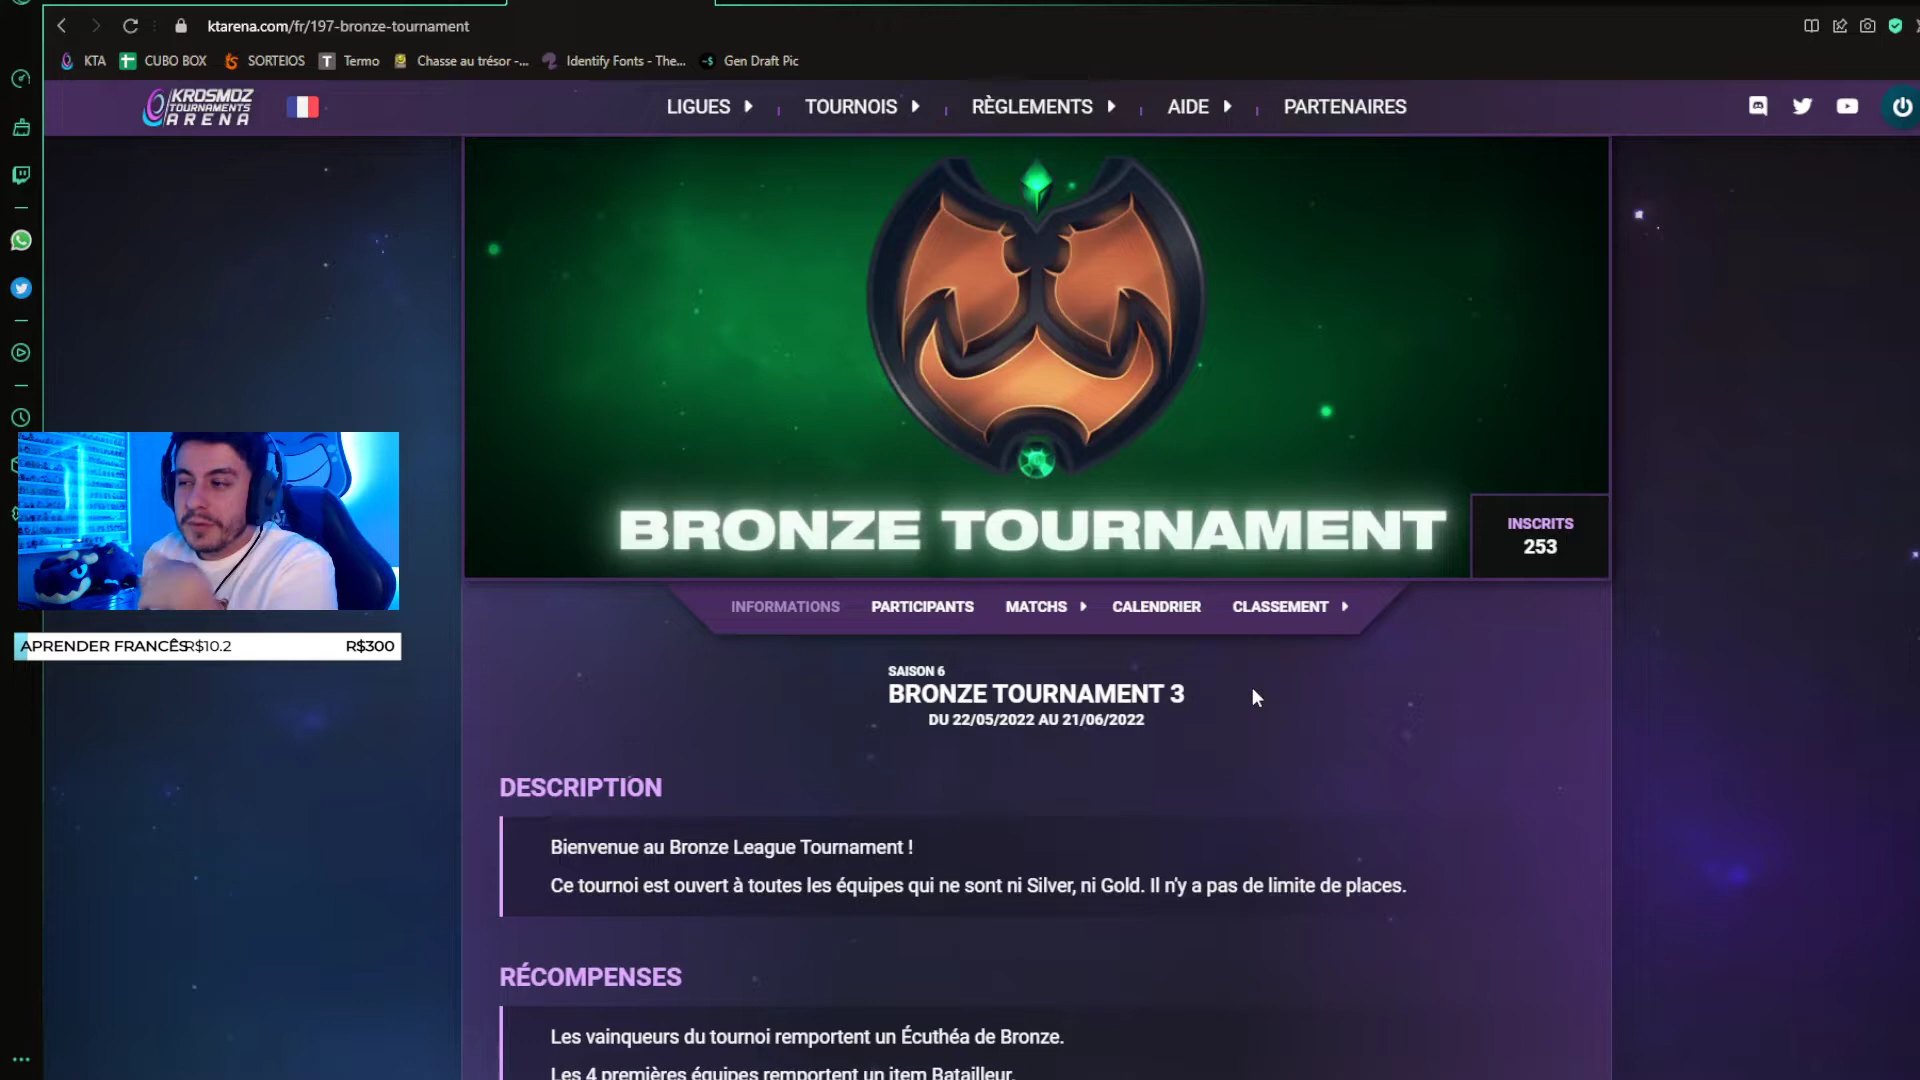 ktarena.com/fr/197-bronze-tournament
KTA
CUBO BOX
SORTEIOS
Termo
Chasse au trésor -...
Identify Fonts - The...
Gen Draft Pic
KROSMOZ
TOURNAMENTS
ARENA
LIGUES
TOURNOIS
RÈGLEMENTS
AIDE
PARTENAIRES
BRONZE TOURNAMENT
INSCRITS
253
INFORMATIONS
PARTICIPANTS
MATCHS
CALENDRIER
CLASSEMENT
APRENDER FRANCÊS R$10.2 R$300
SAISON 6
BRONZE TOURNAMENT 3
DU 22/05/2022 AU 21/06/2022
DESCRIPTION
Bienvenue au Bronze League Tournament !
Ce tournoi est ouvert à toutes les équipes qui ne sont ni Silver, ni Gold. Il n'y a pas de limite de places.
RÉCOMPENSES
Les vainqueurs du tournoi remportent un Écuthéa de Bronze.
Les 4 premières équipes remportent un item Batailleur.